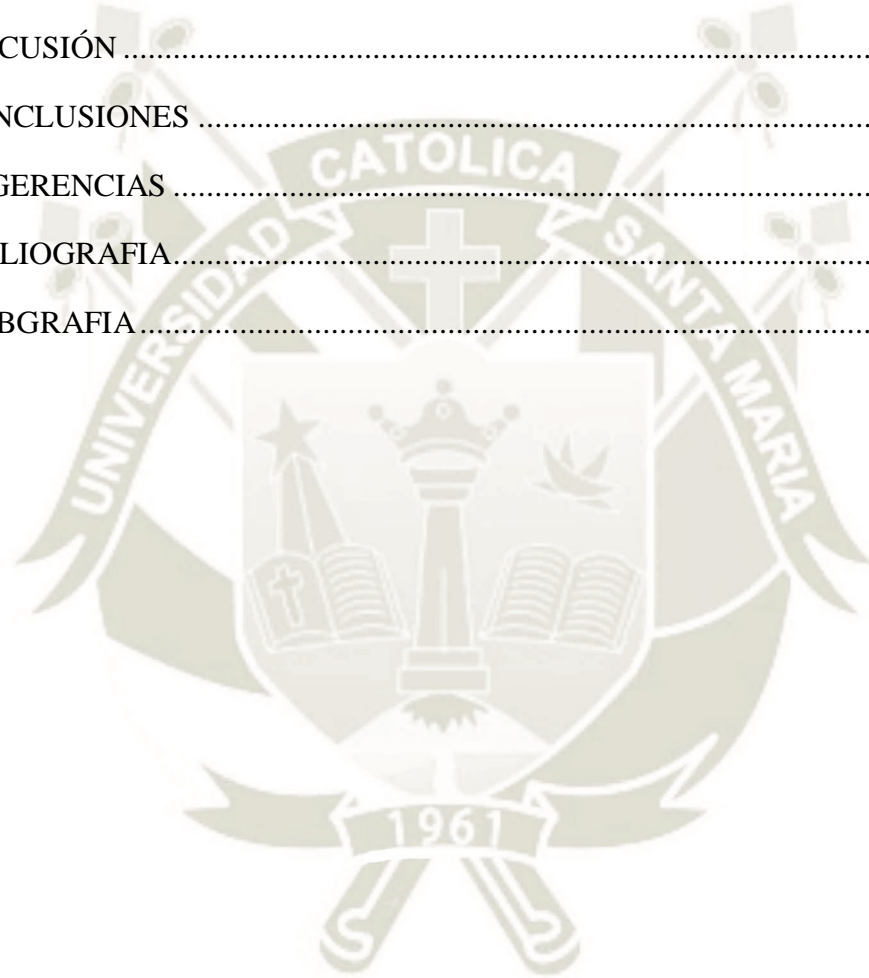 CUSIÓN ........................................................................................
NCLUSIONES ..............................................................................
GERENCIAS .................................................................................
LIOGRAFIA .................................................................................
BGRAFIA .....................................................................................
UNIVERSIDAD CATOLICA SANTA MARIA
1961